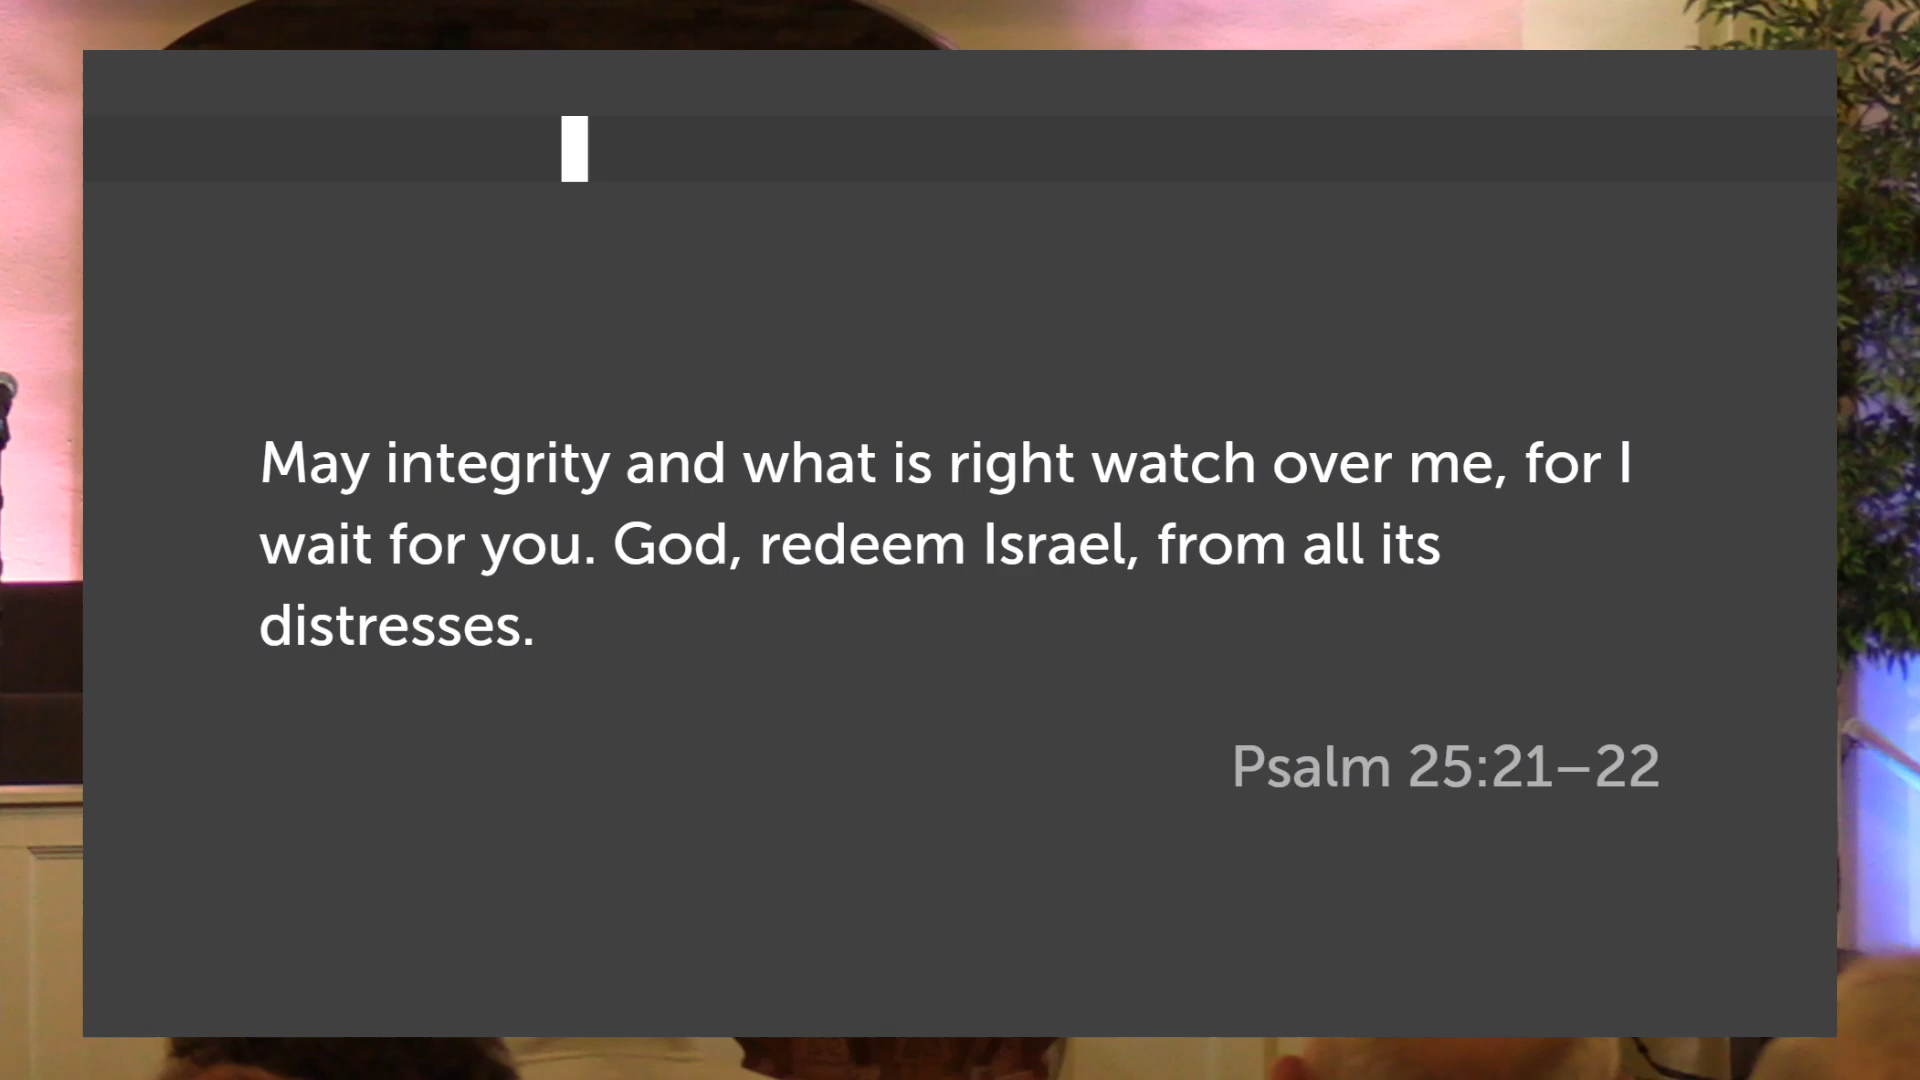 May integrity and what is right watch over me, for I
wait for you. God, redeem Israel, from all its
distresses.
Psalm 25:21–22